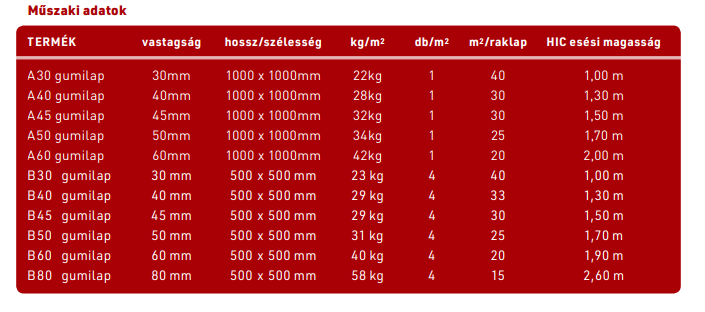 Műszaki adatok
TERMÉK vastagság hossz/szélesség kg/m² db/m² m²/raklap HIC esési magasság
A30 gumilap 30mm 1000 x 1000mm 22kg 1 40 1,00 m
A40 gumilap 40mm 1000 x 1000mm 28kg 1 30 1,30 m
A45 gumilap 45mm 1000 x 1000mm 32kg 1 30 1,50 m
A50 gumilap 50mm 1000 x 1000mm 34kg 1 25 1,70 m
A60 gumilap 60mm 1000 x 1000mm 42kg 1 20 2,00 m
B30 gumilap 30 mm 500 x 500 mm 23 kg 4 40 1,00 m
B40 gumilap 40 mm 500 x 500 mm 29 kg 4 33 1,30 m
B45 gumilap 45 mm 500 x 500 mm 29 kg 4 30 1,50 m
B50 gumilap 50 mm 500 x 500 mm 31 kg 4 25 1,70 m
B60 gumilap 60 mm 500 x 500 mm 40 kg 4 20 1,90 m
B80 gumilap 80 mm 500 x 500 mm 58 kg 4 15 2,60 m